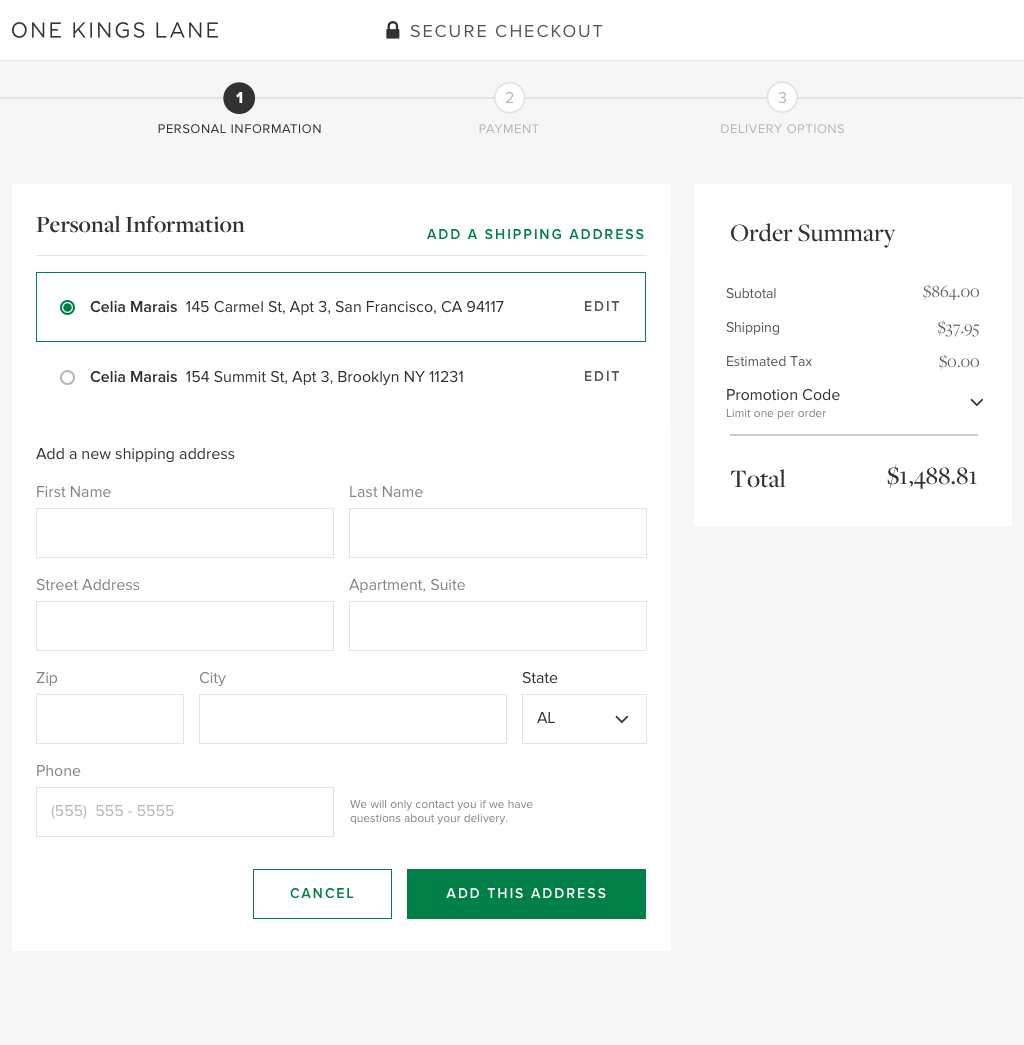 ONE KINGS LANE
SECURE CHECKOUT
1
2
3
PERSONAL INFORMATION
PAYMENT
DELIVERY OPTIONS
Personal Information
ADD A SHIPPING ADDRESS
Celia Marais 145 Carmel St, Apt 3, San Francisco, CA 94117 EDIT
Celia Marais 154 Summit St, Apt 3, Brooklyn NY 11231 EDIT
Add a new shipping address
First Name
Last Name
Street Address
Apartment, Suite
Zip
City
State
AL
Phone
(555) 555 - 5555
We will only contact you if we have
questions about your delivery.
CANCEL
ADD THIS ADDRESS
Order Summary
Subtotal $864.00
Shipping $37.95
Estimated Tax $0.00
Promotion Code
Limit one per order
Total $1,488.81